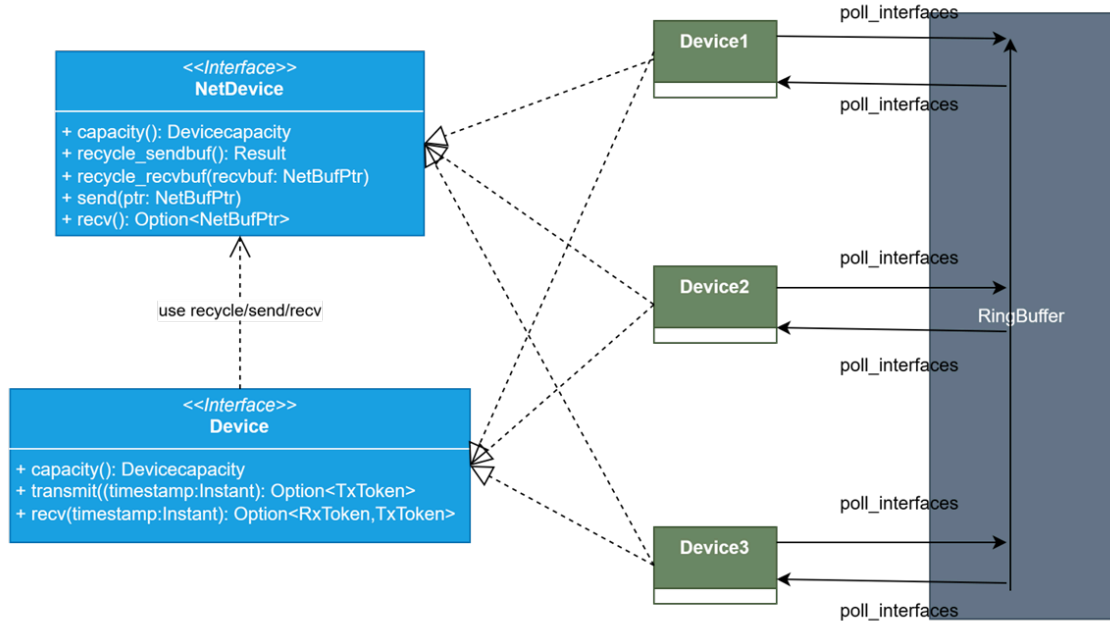 <<Interface>>
NetDevice
+ capacity(): Devicecapacity
+ recycle_sendbuf(): Result
+ recycle_recvbuf(recvbuf: NetBufPtr)
+ send(ptr: NetBufPtr)
+ recv(): Option<NetBufPtr>
use recycle/send/recv
<<Interface>>
Device
+ capacity(): Devicecapacity
+ transmit((timestamp:Instant): Option<TxToken>
+ recv(timestamp:Instant): Option<RxToken,TxToken>
Device1
poll_interfaces
poll_interfaces
Device2
poll_interfaces
poll_interfaces
Device3
poll_interfaces
poll_interfaces
RingBuffer